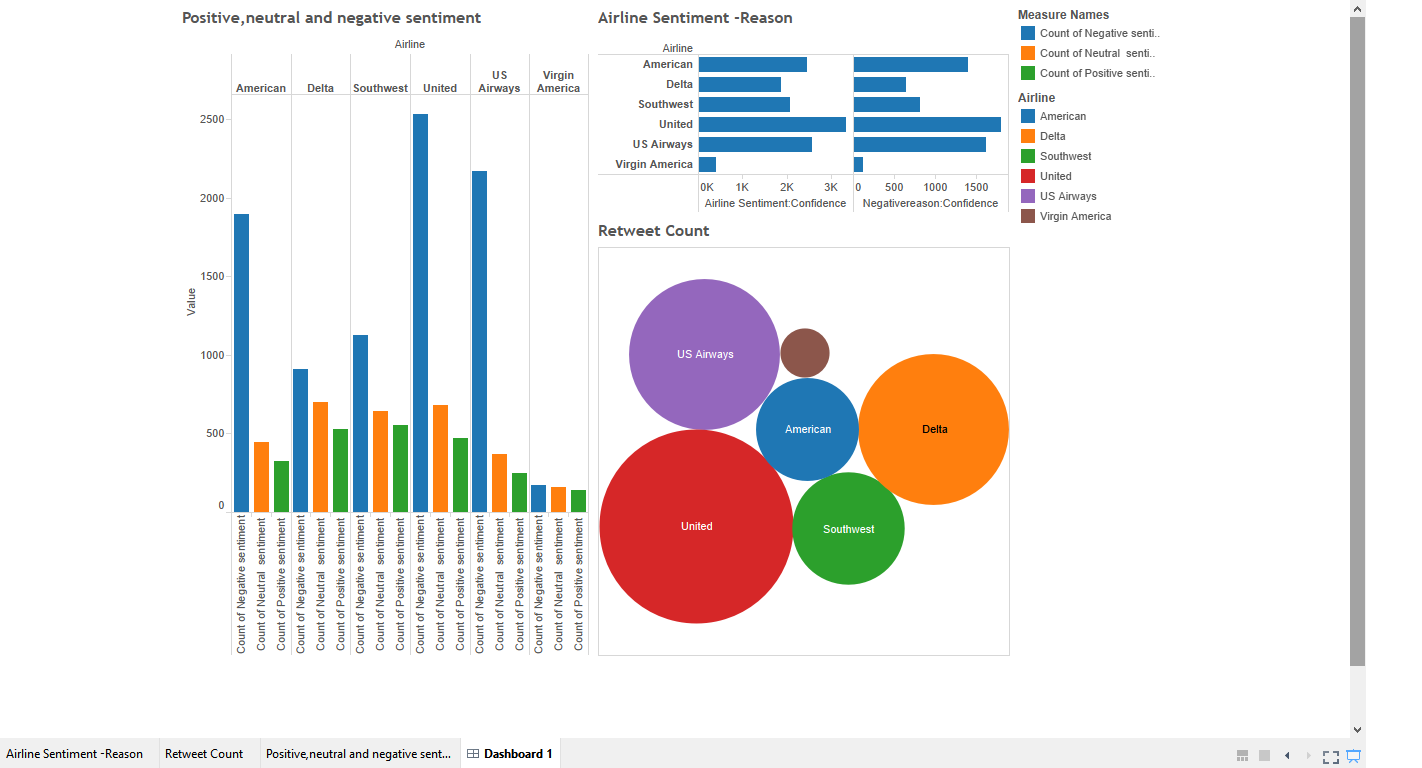 Positive,neutral and negative sentiment
Airline
American Delta Southwest United US Airways Virgin America
Value
2500
2000
1500
1000
500
0
Count of Negative sentiment
Count of Neutral  sentiment
Count of Positive sentiment
Count of Negative sentiment
Count of Neutral  sentiment
Count of Positive sentiment
Count of Negative sentiment
Count of Neutral  sentiment
Count of Positive sentiment
Count of Negative sentiment
Count of Neutral  sentiment
Count of Positive sentiment
Count of Negative sentiment
Count of Neutral  sentiment
Count of Positive sentiment
Count of Negative sentiment
Count of Neutral  sentiment
Count of Positive sentiment
Airline Sentiment -Reason
Airline
American
Delta
Southwest
United
US Airways
Virgin America
0K 1K 2K 3K 0 500 1000 1500
Airline Sentiment:Confidence Negativereason:Confidence
Retweet Count
US Airways
American
Delta
United
Southwest
Measure Names
Count of Negative senti..
Count of Neutral  senti..
Count of Positive senti..
Airline
American
Delta
Southwest
United
US Airways
Virgin America
Airline Sentiment -Reason Retweet Count Positive,neutral and negative sent... Dashboard 1